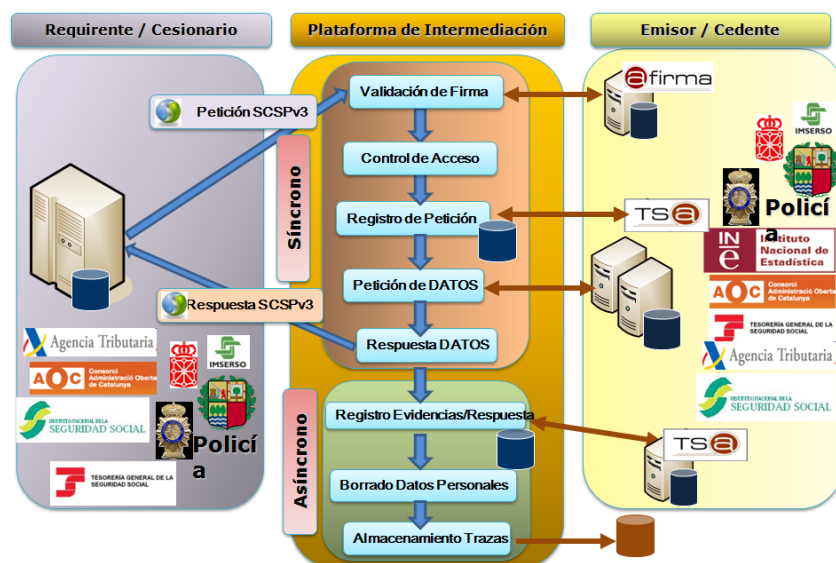 Requirente / Cesionario
Petición SCSPv3
Respuesta SCSPv3
Agencia Tributaria
IMSERSO
AOC Consorci
Administració Oberta
de Catalunya
INSTITUTO NACIONAL DE LA
SEGURIDAD SOCIAL
Policí
a
TESORERÍA GENERAL DE LA
SEGURIDAD SOCIAL
Plataforma de Intermediación
Síncrono
Validación de Firma
Control de Acceso
Registro de Petición
Petición de DATOS
Respuesta DATOS
Asíncrono
Registro Evidencias/Respuesta
Borrado Datos Personales
Almacenamiento Trazas
Emisor / Cedente
@firma
IMSERSO
TS@
Policí
a
INe Instituto
Nacional de
Estadística
AOC Consorci
Administració Oberta
de Catalunya
TESORERÍA GENERAL DE LA
SEGURIDAD SOCIAL
Agencia Tributaria
INSTITUTO NACIONAL DE LA
SEGURIDAD SOCIAL
TS@